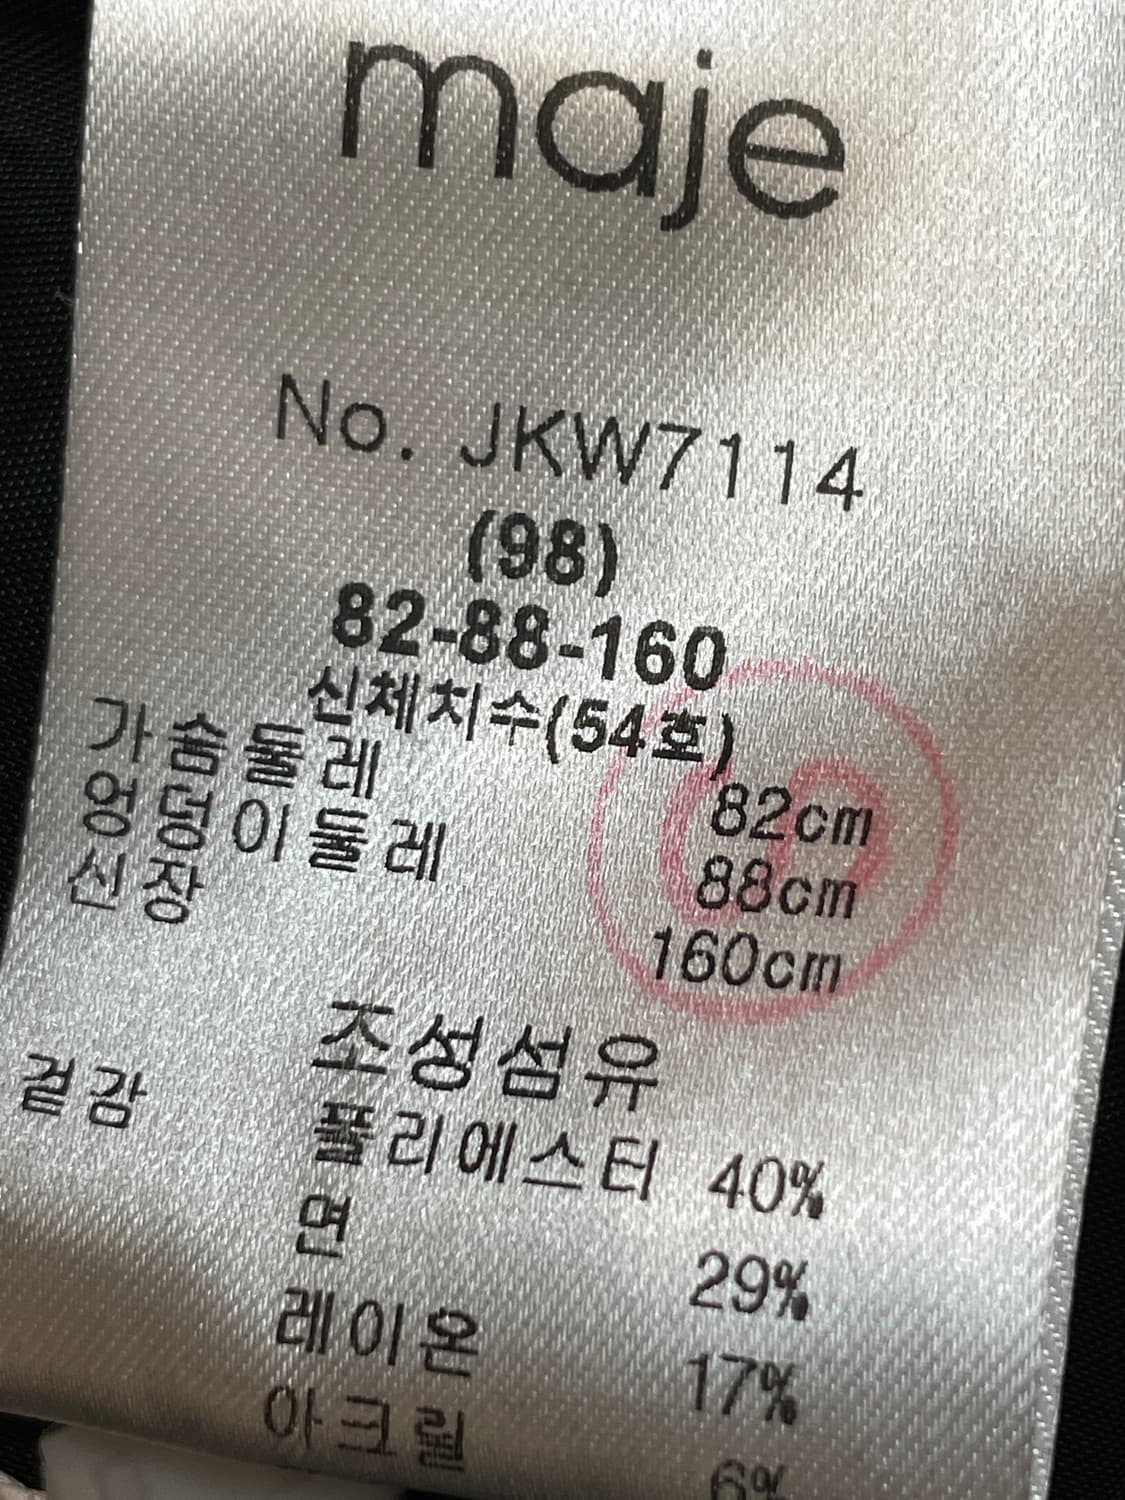 maje
No. JKW7114
(98)
82-88-160
신체치수(54호)
가슴둘레 82cm
엉덩이둘레 88cm
신장 160cm
조성섬유
겉감 폴리에스터 40%
면 29%
레이온 17%
아크릴 6%